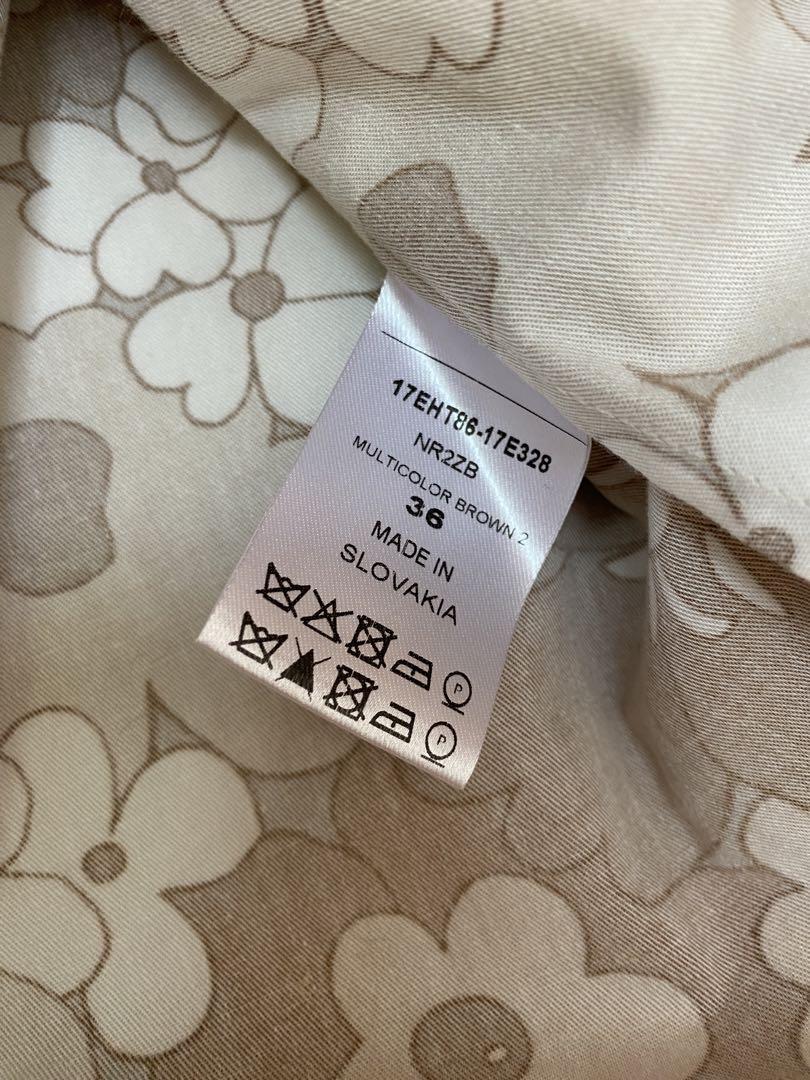 17EHT86-17E328
NR2ZB
MULTICOLOR BROWN 2
36
MADE IN
SLOVAKIA
P
P